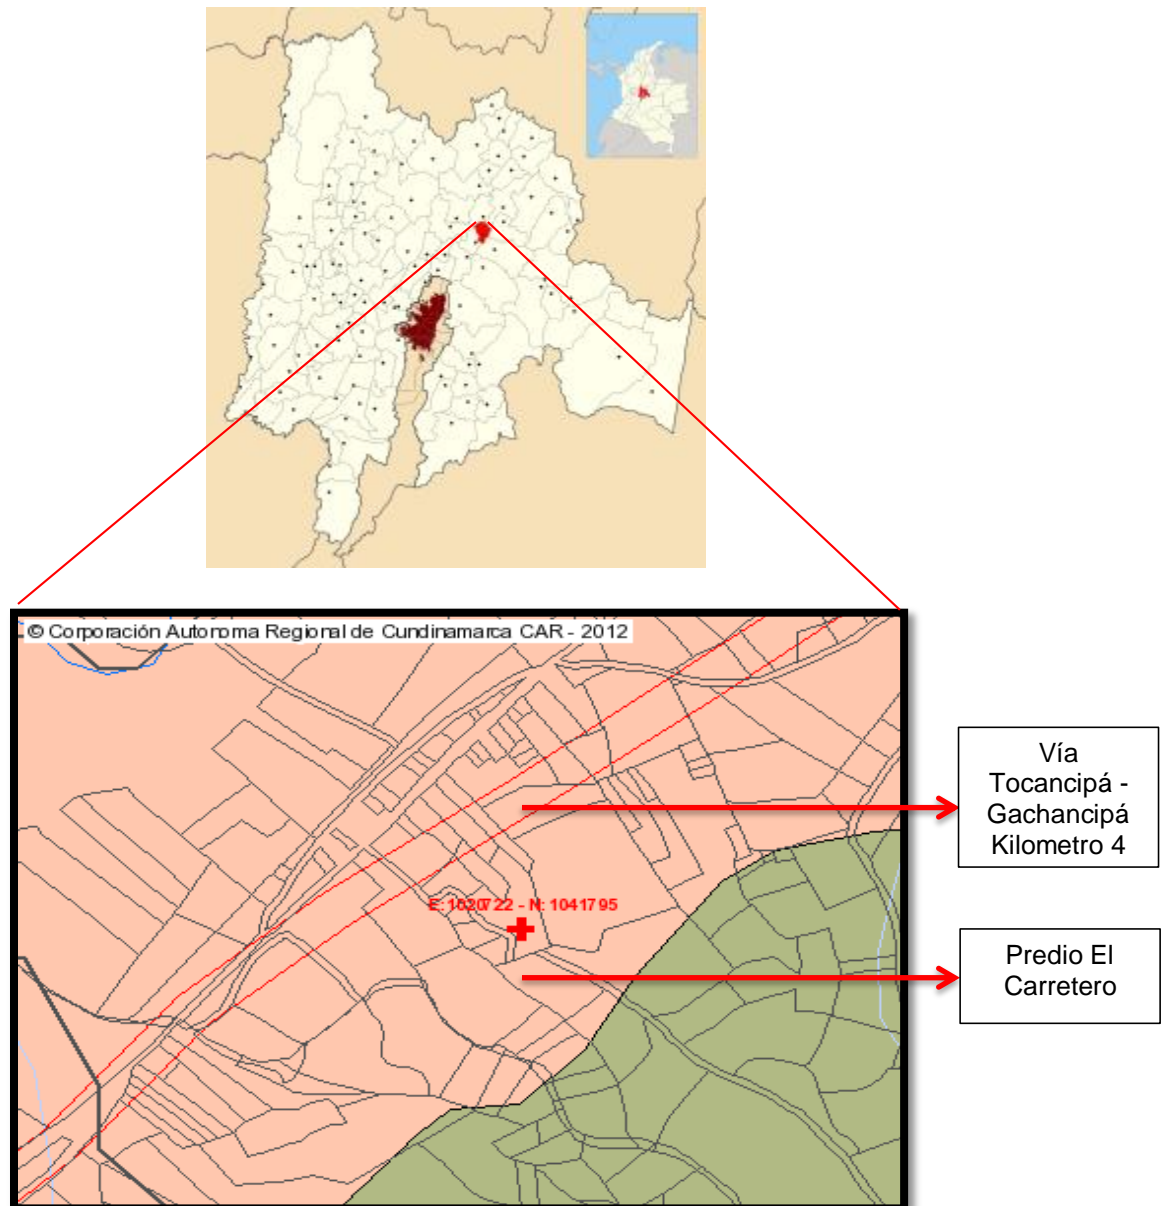 © Corporación Autonoma Regional de Cundinamarca CAR - 2012
Vía
Tocancipá -
Gachancipá
Kilometro 4
E: 1020722 - N: 1041795
Predio El
Carretero